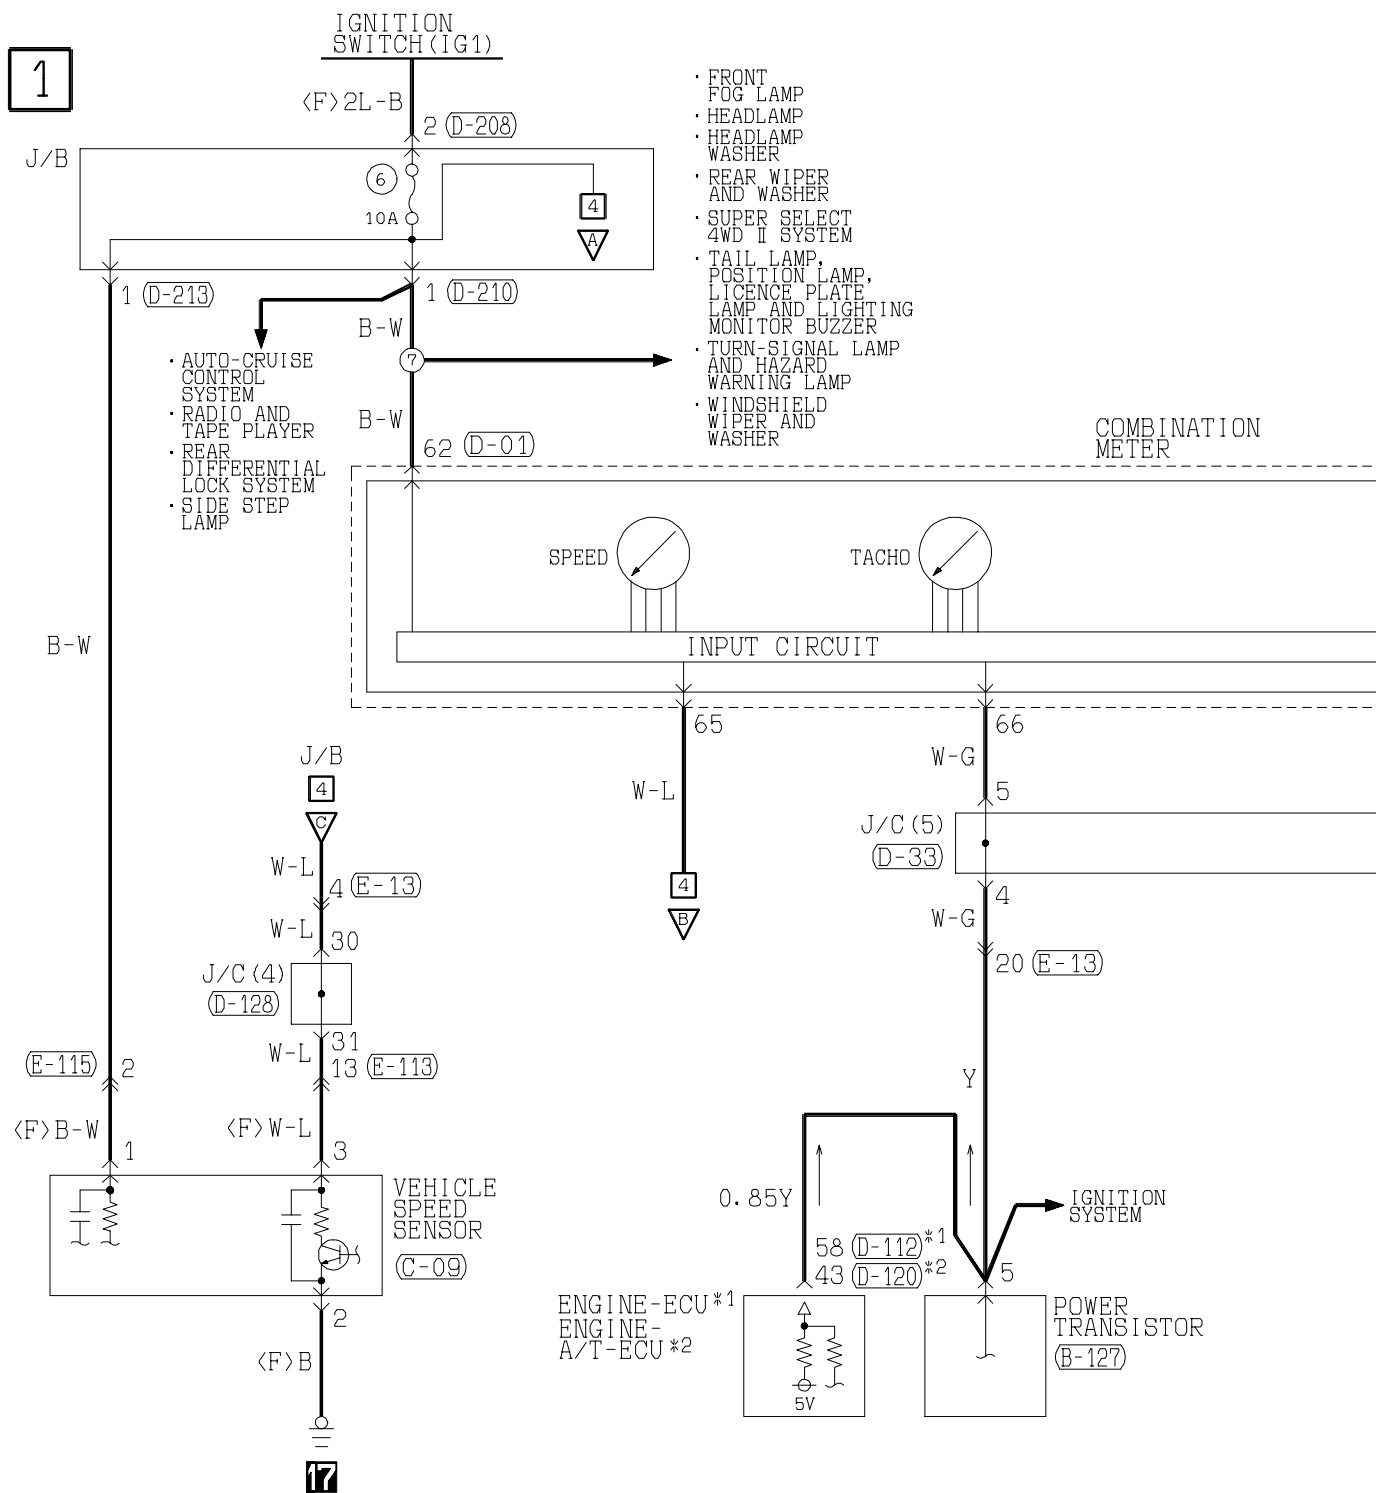 IGNITION
SWITCH(IG1)
1
<F>2L-B
2 (D-208)
J/B
6
10A
4
A
1 (D-213)
1 (D-210)
B-W
7
B-W
62 (D-01)
· FRONT
FOG LAMP
· HEADLAMP
· HEADLAMP
WASHER
· REAR WIPER
AND WASHER
· SUPER SELECT
4WD Ⅱ SYSTEM
· TAIL LAMP,
POSITION LAMP,
LICENCE PLATE
LAMP AND LIGHTING
MONITOR BUZZER
· TURN-SIGNAL LAMP
AND HAZARD
WARNING LAMP
· WINDSHIELD
WIPER AND
WASHER
· AUTO-CRUISE
CONTROL
SYSTEM
· RADIO AND
TAPE PLAYER
· REAR
DIFFERENTIAL
LOCK SYSTEM
· SIDE STEP
LAMP
COMBINATION
METER
SPEED
TACHO
INPUT CIRCUIT
B-W
65
66
W-G
W-L
5
J/B
4
C
J/C(5)
(D-33)
W-L
4 (E-13)
4
B
4
W-G
W-L
30
20 (E-13)
J/C(4)
(D-128)
31
W-L
13 (E-113)
(E-115) 2
Y
<F>B-W
1
<F>W-L
3
VEHICLE
SPEED
SENSOR
(C-09)
0.85Y
IGNITION
SYSTEM
58 (D-112)*1
43 (D-120)*2
5
2
ENGINE-ECU*1
ENGINE-
A/T-ECU*2
5V
POWER
TRANSISTOR
(B-127)
<F>B
17